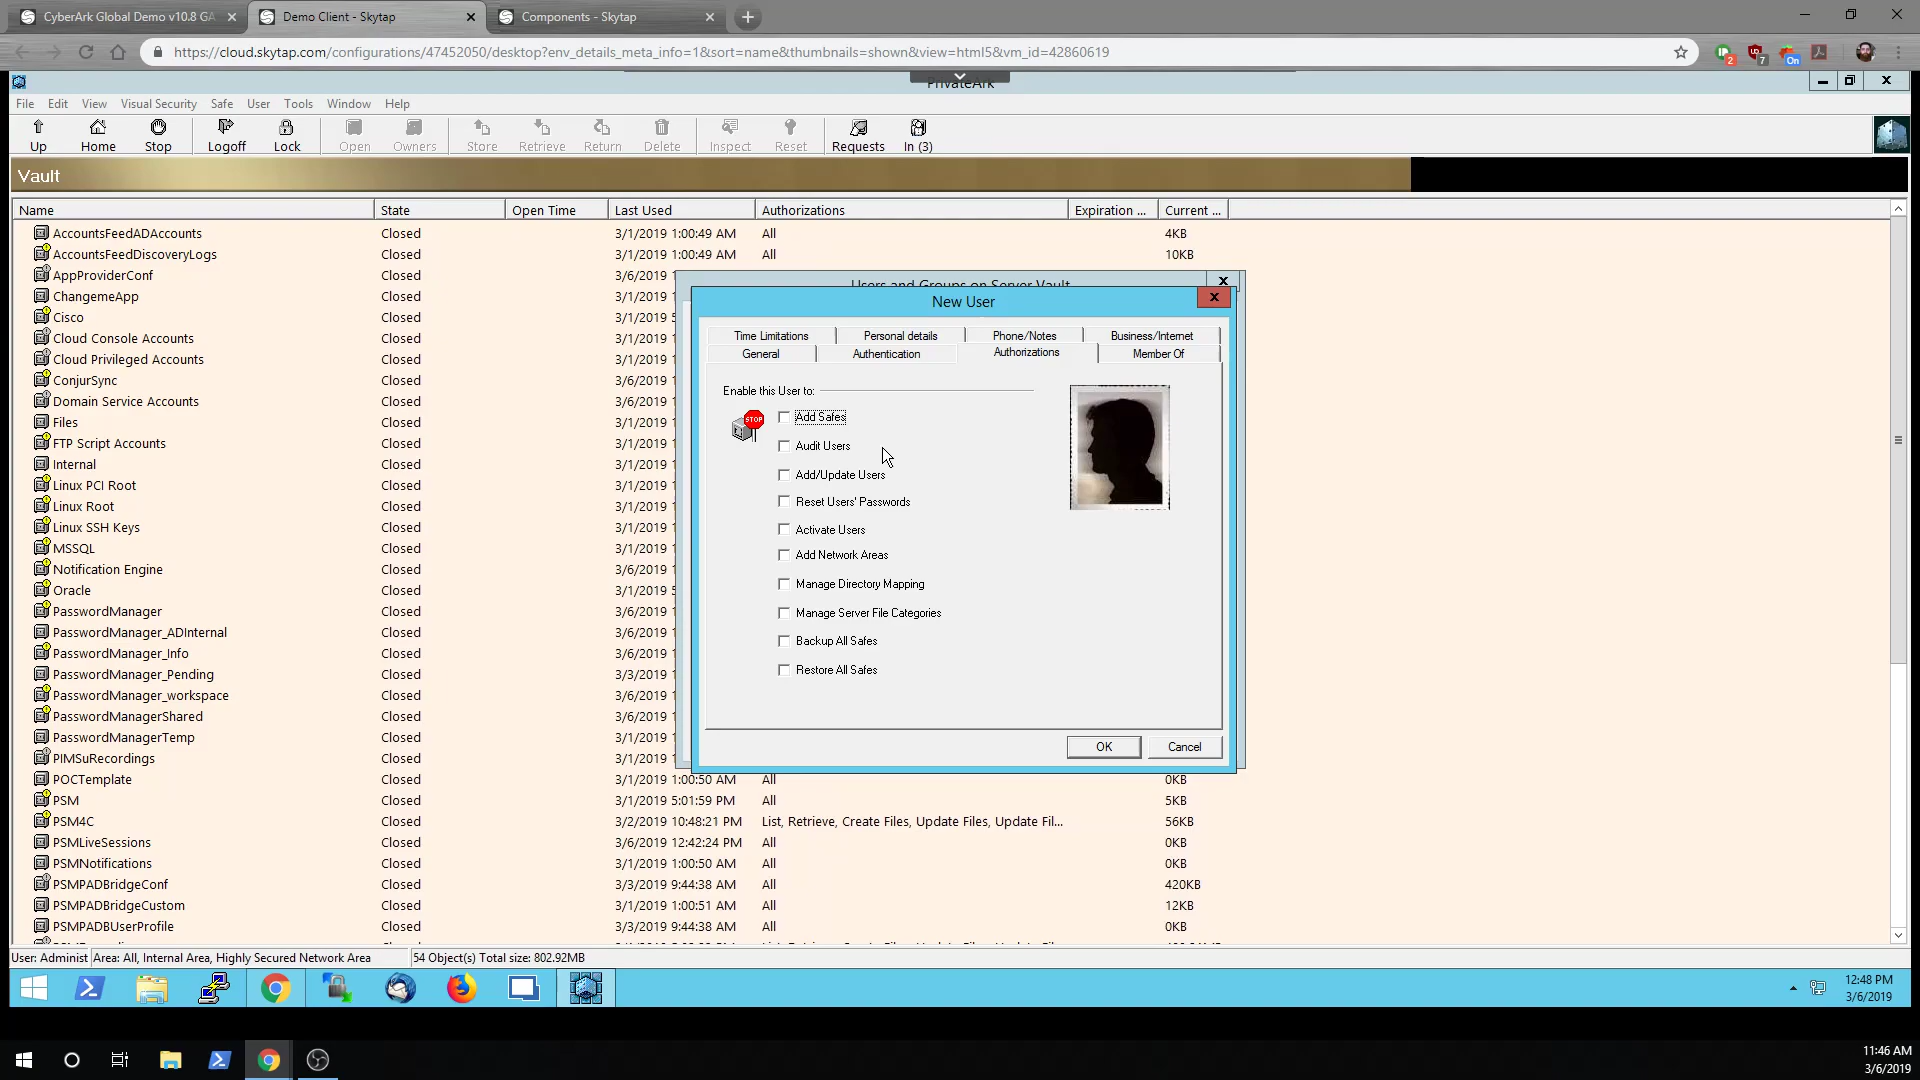 CyberArk Global Demo v10.8 GA
Demo Client - Skytap
Components - Skytap
https://cloud.skytap.com/configurations/47452050/desktop?env_details_meta_info=1&sort=name&thumbnails=shown&view=html5&vm_id=42860619
2
7
On
PrivateArk
File Edit View Visual Security Safe User Tools Window Help
Up Home Stop Logoff Lock Open Owners Store Retrieve Return Delete Inspect Reset Requests In (3)
Vault
Name State Open Time Last Used Authorizations Expiration ... Current ...
AccountsFeedADAccounts Closed 3/1/2019 1:00:49 AM All 4KB
AccountsFeedDiscoveryLogs Closed 3/1/2019 1:00:49 AM All 10KB
AppProviderConf Closed 3/6/2019
ChangemeApp Closed 3/1/2019
Cisco Closed 3/1/2019
Cloud Console Accounts Closed 3/1/2019
Cloud Privileged Accounts Closed 3/6/2019
ConjurSync Closed 3/6/2019
Domain Service Accounts Closed 3/6/2019
Files Closed 3/1/2019
FTP Script Accounts Closed 3/6/2019
Internal Closed 3/6/2019
Linux PCI Root Closed 3/1/2019
Linux Root Closed 3/1/2019
Linux SSH Keys Closed 3/1/2019
MSSQL Closed 3/1/2019
Notification Engine Closed 3/6/2019
Oracle Closed 3/1/2019
PasswordManager Closed 3/6/2019
PasswordManager_ADInternal Closed 3/6/2019
PasswordManager_Info Closed 3/6/2019
PasswordManager_Pending Closed 3/3/2019
PasswordManager_workspace Closed 3/6/2019
PasswordManagerShared Closed 3/6/2019
PasswordManagerTemp Closed 3/1/2019
PIMSuRecordings Closed 3/1/2019
POCTemplate Closed 3/1/2019 1:00:50 AM All 0KB
PSM Closed 3/1/2019 5:01:59 PM All 5KB
PSM4C Closed 3/2/2019 10:48:21 PM List, Retrieve, Create Files, Update Files, Update Fil... 56KB
PSMLiveSessions Closed 3/6/2019 12:42:24 PM All 0KB
PSMNotifications Closed 3/1/2019 1:00:50 AM All 0KB
PSMPADBridgeConf Closed 3/3/2019 9:44:38 AM All 420KB
PSMPADBridgeCustom Closed 3/1/2019 1:00:51 AM All 12KB
PSMPADBUserProfile Closed 3/3/2019 9:44:38 AM All 0KB
Users and Groups on Server Vault
New User
Time Limitations Personal details Phone/Notes Business/Internet
General Authentication Authorizations Member Of
Enable this User to:
STOP
Add Safes
Audit Users
Add/Update Users
Reset Users' Passwords
Activate Users
Add Network Areas
Manage Directory Mapping
Manage Server File Categories
Backup All Safes
Restore All Safes
OK Cancel
User: Administ Area: All, Internal Area, Highly Secured Network Area 54 Object(s) Total size: 802.92MB
12:48 PM
3/6/2019
11:46 AM
3/6/2019